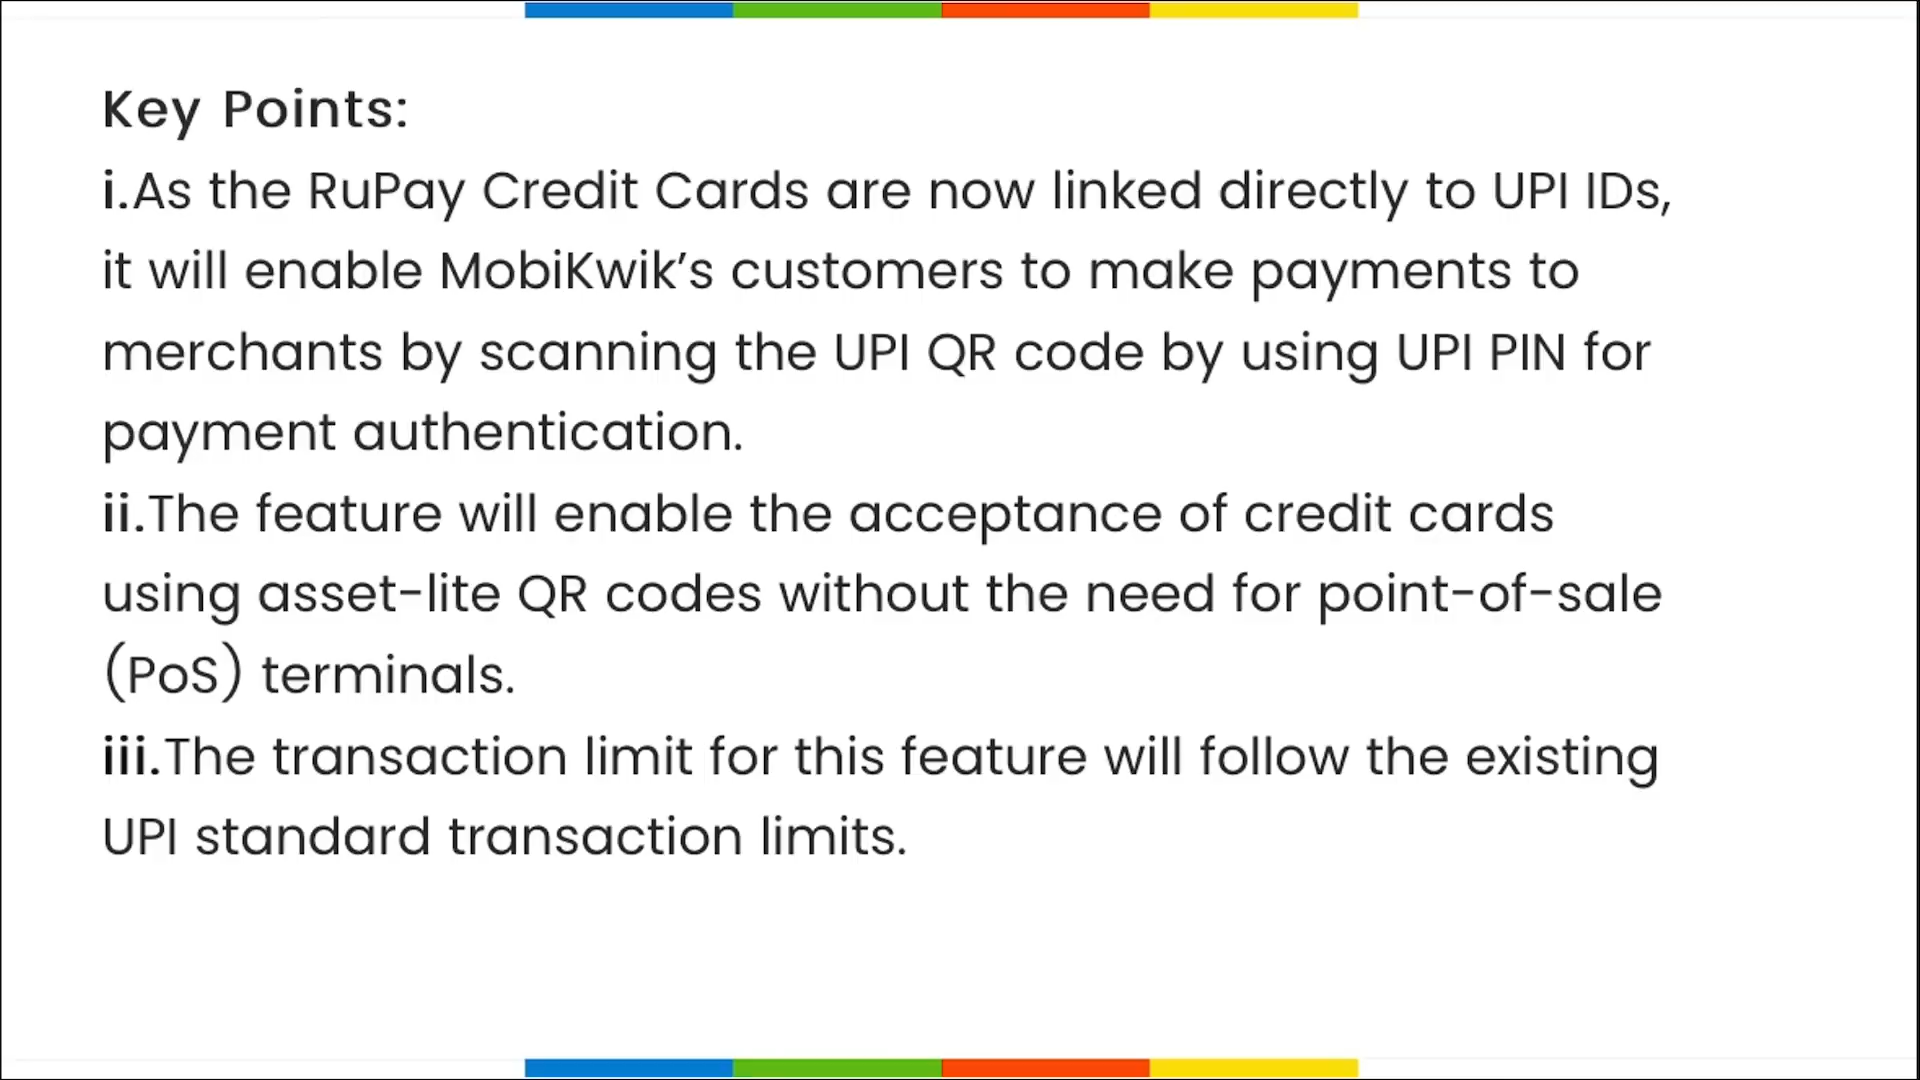 Key Points:
i.As the RuPay Credit Cards are now linked directly to UPI IDs,
it will enable MobiKwik’s customers to make payments to
merchants by scanning the UPI QR code by using UPI PIN for
payment authentication.
ii.The feature will enable the acceptance of credit cards
using asset-lite QR codes without the need for point-of-sale
(PoS) terminals.
iii.The transaction limit for this feature will follow the existing
UPI standard transaction limits.